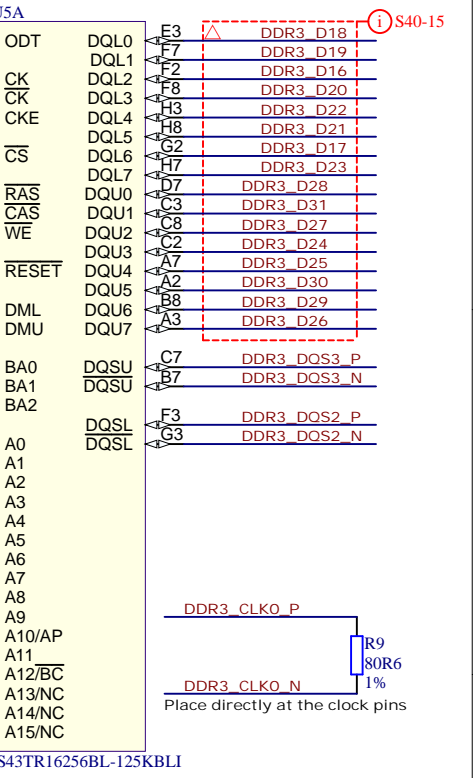 U5A
S40-15
ODT DQL0 E3 DDR3_D18
DQL1 F7 DDR3_D19
CK DQL2 F2 DDR3_D16
CK DQL3 F8 DDR3_D20
CKE DQL4 H3 DDR3_D22
DQL5 H8 DDR3_D21
CS DQL6 G2 DDR3_D17
DQL7 H7 DDR3_D23
RAS DQU0 D7 DDR3_D28
CAS DQU1 C3 DDR3_D31
WE DQU2 C8 DDR3_D27
DQU3 C2 DDR3_D24
RESET DQU4 A7 DDR3_D25
DQU5 A2 DDR3_D30
DML DQU6 B8 DDR3_D29
DMU DQU7 A3 DDR3_D26
BA0 DQSU C7 DDR3_DQS3_P
BA1 DQSU B7 DDR3_DQS3_N
BA2
DQSL F3 DDR3_DQS2_P
A0 DQSL G3 DDR3_DQS2_N
A1
A2
A3
A4
A5
A6
A7
A8
A9 DDR3_CLK0_P
A10/AP R9
A11 80R6
A12/BC 1%
A13/NC DDR3_CLK0_N
A14/NC Place directly at the clock pins
A15/NC
S43TR16256BL-125KBLI